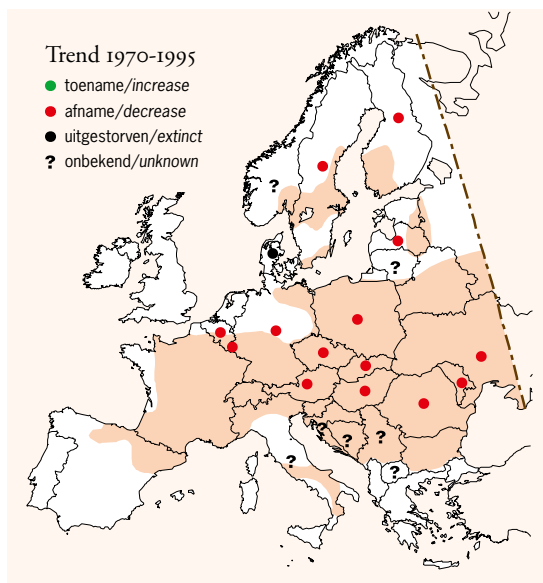 Trend 1970-1995
toename/increase
afname/decrease
uitgestorven/extinct
? onbekend/unknown
?
?
?
?
?
?
?